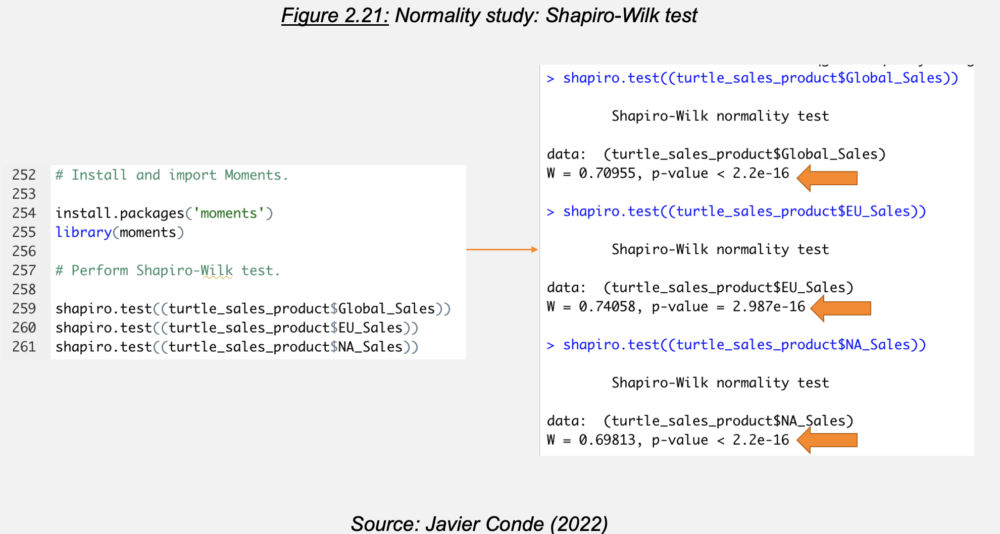 Figure 2.21: Normality study: Shapiro-Wilk test
252 # Install and import Moments.
253
254 install.packages('moments')
255 library(moments)
256
257 # Perform Shapiro-Wilk test.
258
259 shapiro.test((turtle_sales_product$Global_Sales))
260 shapiro.test((turtle_sales_product$EU_Sales))
261 shapiro.test((turtle_sales_product$NA_Sales))
> shapiro.test((turtle_sales_product$Global_Sales))
Shapiro-Wilk normality test
data:  (turtle_sales_product$Global_Sales)
W = 0.70955, p-value < 2.2e-16
> shapiro.test((turtle_sales_product$EU_Sales))
Shapiro-Wilk normality test
data:  (turtle_sales_product$EU_Sales)
W = 0.74058, p-value = 2.987e-16
> shapiro.test((turtle_sales_product$NA_Sales))
Shapiro-Wilk normality test
data:  (turtle_sales_product$NA_Sales)
W = 0.69813, p-value < 2.2e-16
Source: Javier Conde (2022)